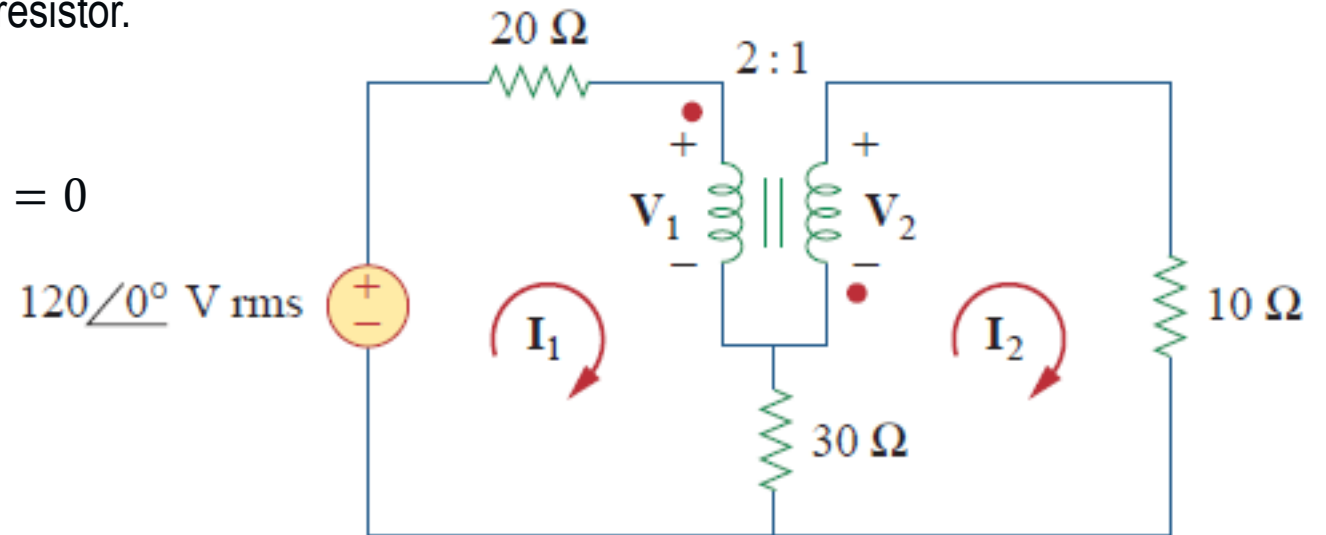 resistor.
20 Ω
2 : 1
+ +
= 0
V₁ V₂
− −
120∠0° V rms
+
−
10 Ω
I₁ I₂
30 Ω